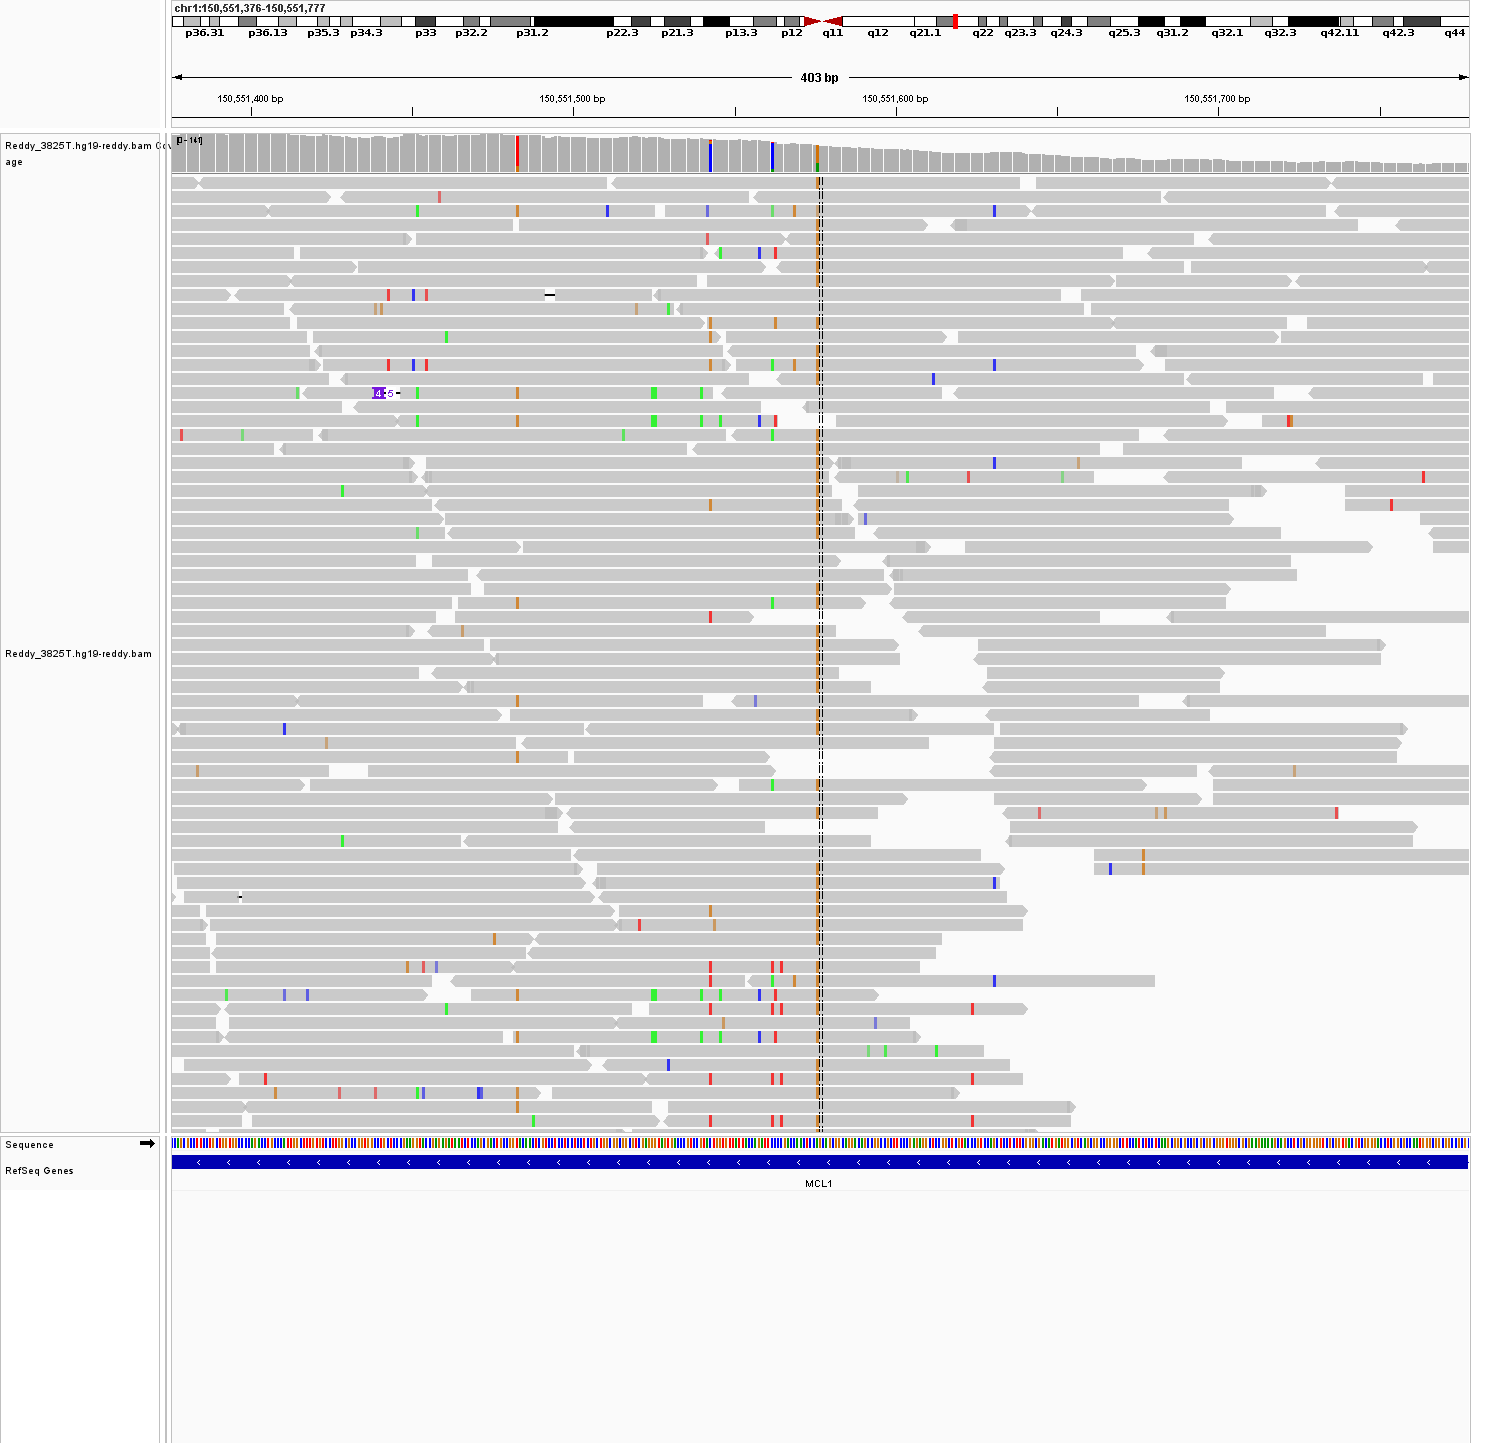 chr1:150,551,376-150,551,777
p36.31 p36.13 p35.3 p34.3 p33 p32.2 p31.2 p22.3 p21.3 p13.3 p12 q11 q12 q21.1 q22 q23.3 q24.3 q25.3 q31.2 q32.1 q32.3 q42.11 q42.3 q44
403 bp
150,551,400 bp 150,551,500 bp 150,551,600 bp 150,551,700 bp
Reddy_3825T.hg19-reddy.bam Cov
age
[0 - 141]
4 5
Reddy_3825T.hg19-reddy.bam
Sequence
RefSeq Genes
MCL1